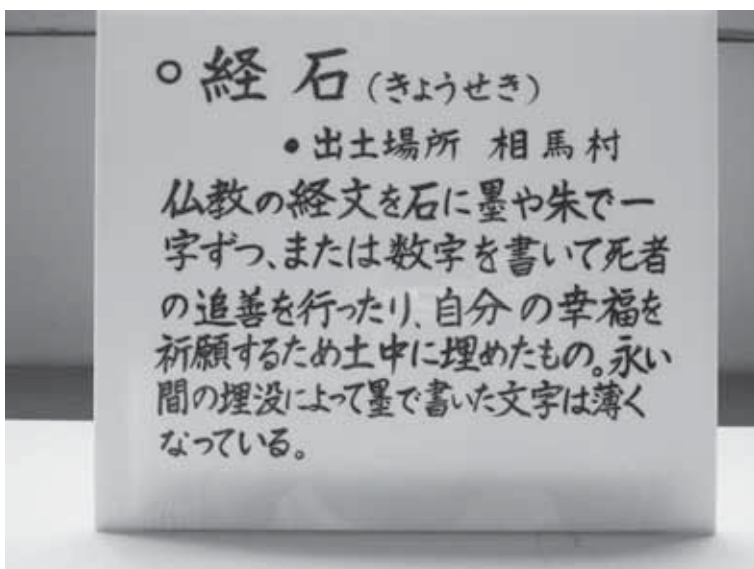 ○経石(きょうせき)
•出土場所 相馬村
仏教の経文を石に墨や朱で一
字ずつ、または数字を書いて死者
の追善を行ったり、自分の幸福を
祈願するため土中に埋めたもの。永い
間の埋没によって墨で書いた文字は薄く
なっている。